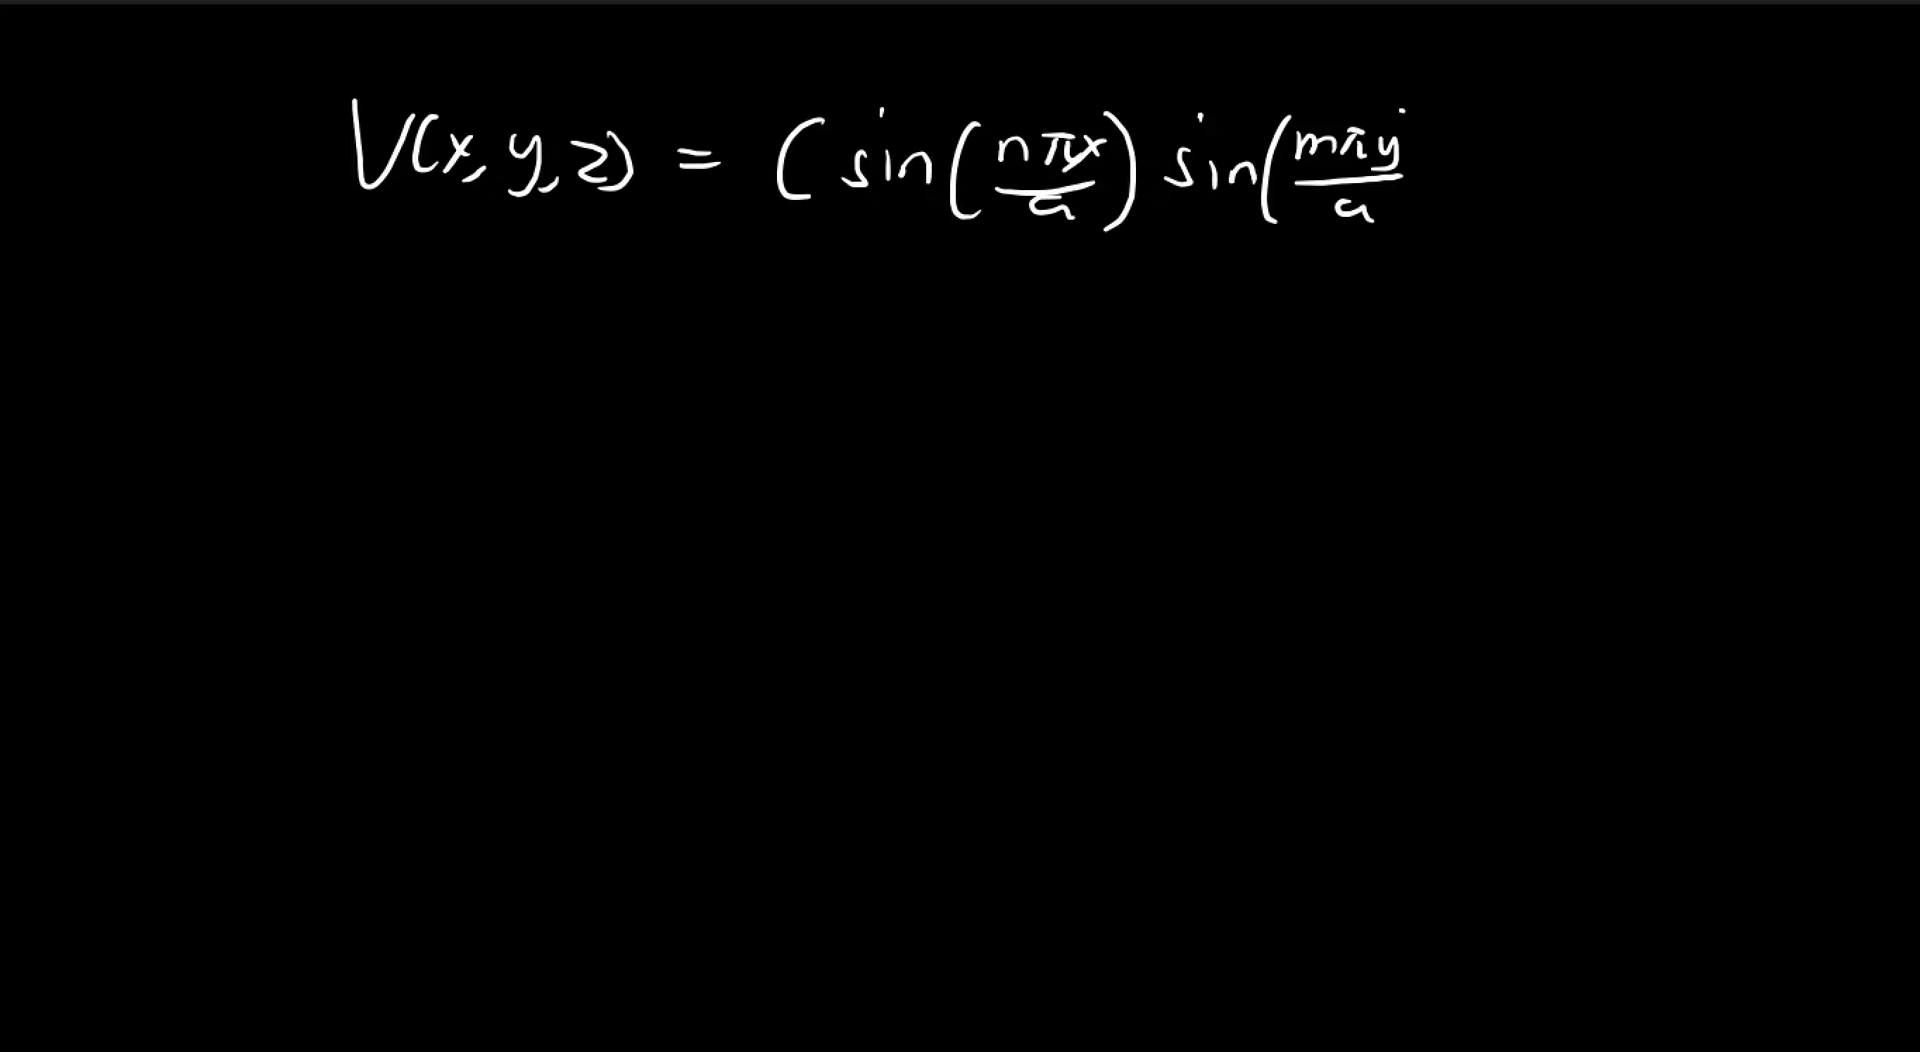 V(x, y, z) = C sin(nπx/a) sin(mπy/a